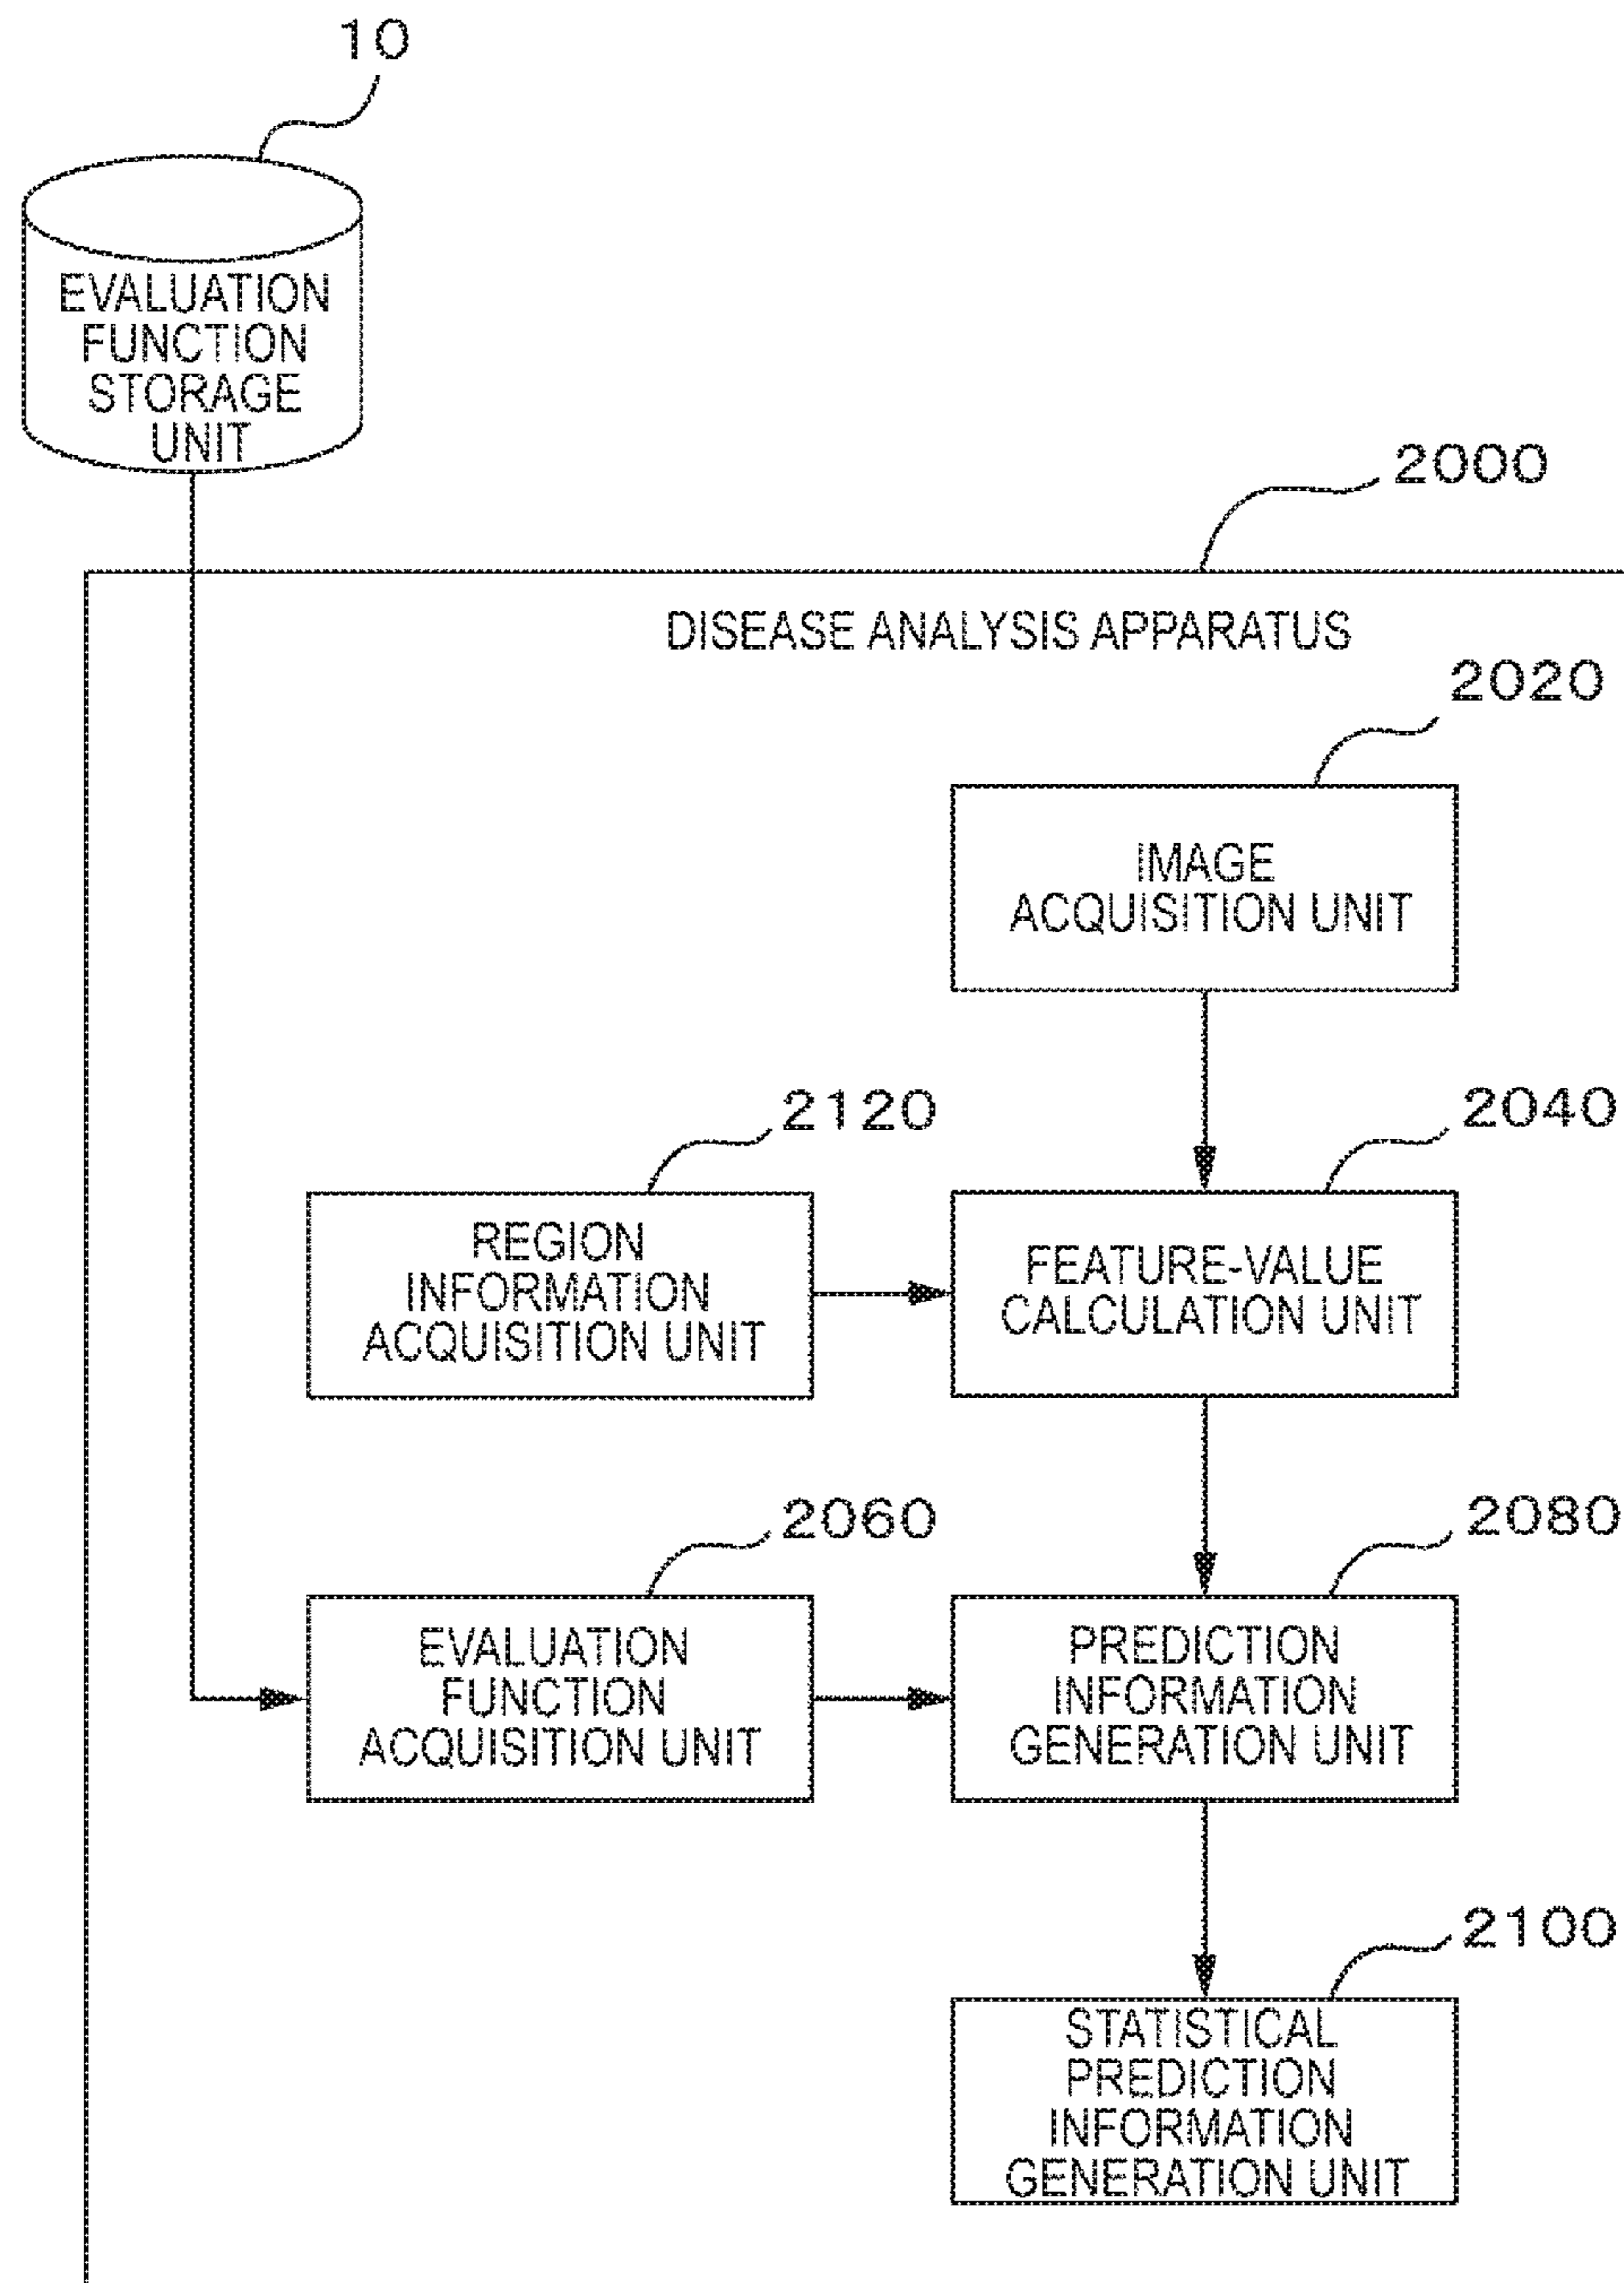 10
EVALUATION
FUNCTION
STORAGE
UNIT
2000
DISEASE ANALYSIS APPARATUS
2020
IMAGE
ACQUISITION UNIT
2120
REGION
INFORMATION
ACQUISITION UNIT
2040
FEATURE-VALUE
CALCULATION UNIT
2060
EVALUATION
FUNCTION
ACQUISITION UNIT
2080
PREDICTION
INFORMATION
GENERATION UNIT
2100
STATISTICAL
PREDICTION
INFORMATION
GENERATION UNIT